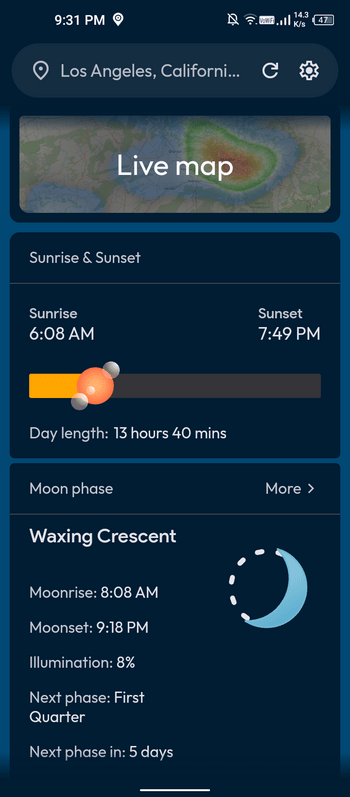 9:31 PM
14.3
K/s
47
Los Angeles, Californi...
Live map
Sunrise & Sunset
Sunrise
Sunset
6:08 AM
7:49 PM
Day length: 13 hours 40 mins
Moon phase
More >
Waxing Crescent
Moonrise: 8:08 AM
Moonset: 9:18 PM
Illumination: 8%
Next phase: First
Quarter
Next phase in: 5 days